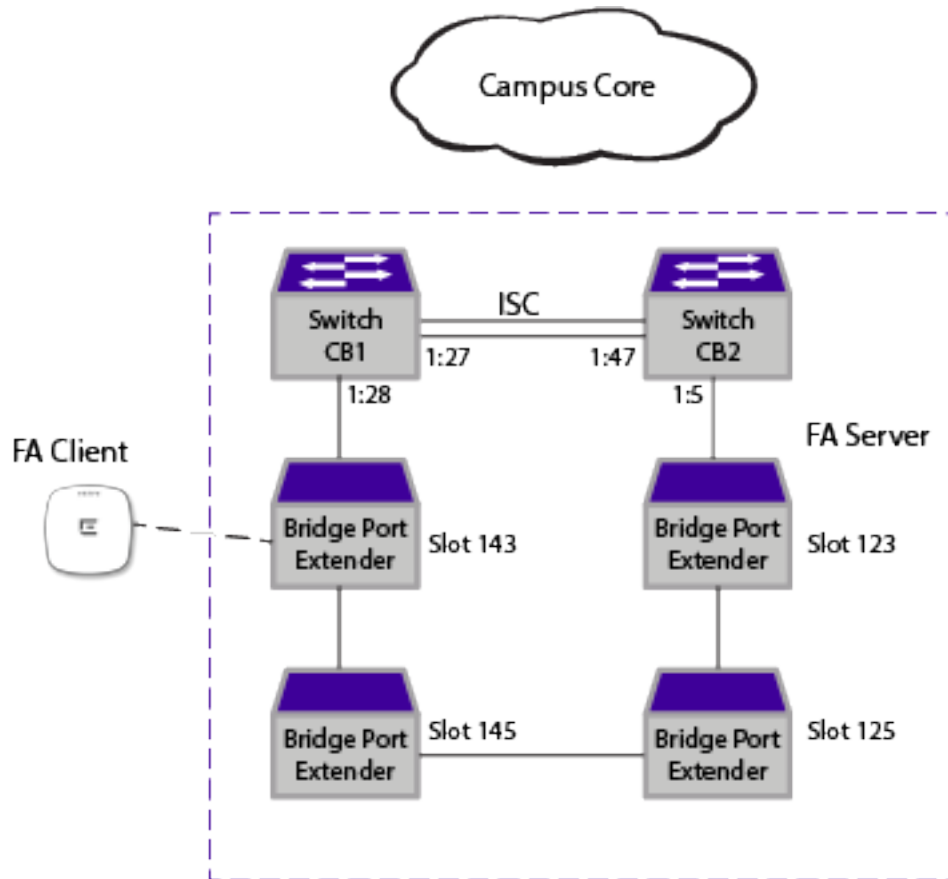 Campus Core
ISC
Switch
CB1
Switch
CB2
1:27
1:47
1:28
1:5
FA Client
FA Server
Bridge Port
Extender
Slot 143
Bridge Port
Extender
Slot 123
Bridge Port
Extender
Slot 145
Bridge Port
Extender
Slot 125